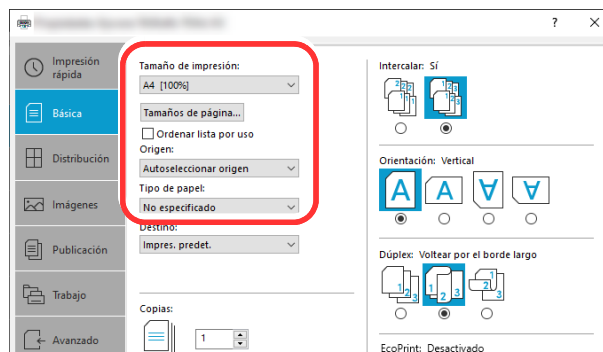 ? ×
Impresión
rápida
Básica
Distribución
Imágenes
Publicación
Trabajo
Avanzado
Tamaño de impresión:
A4 [100%]
Tamaños de página...
Ordenar lista por uso
Origen:
Autoseleccionar origen
Tipo de papel:
No especificado
Destino:
Impres. predet.
Copias:
1
Intercalar: Sí
Orientación: Vertical
A A A A
Dúplex: Voltear por el borde largo
EcoPrint: Desactivado